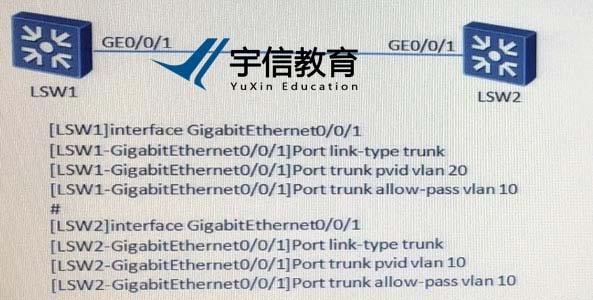 GE0/0/1
宇信教育
YuXin Education
GE0/0/1
LSW1
LSW2
[LSW1]interface GigabitEthernet0/0/1
[LSW1-GigabitEthernet0/0/1]Port link-type trunk
[LSW1-GigabitEthernet0/0/1]Port trunk pvid vlan 20
[LSW1-GigabitEthernet0/0/1]Port trunk allow-pass vlan 10
#
[LSW2]interface GigabitEthernet0/0/1
[LSW2-GigabitEthernet0/0/1]Port link-type trunk
[LSW2-GigabitEthernet0/0/1]Port trunk pvid vlan 10
[LSW2-GigabitEthernet0/0/1]Port trunk allow-pass vlan 10